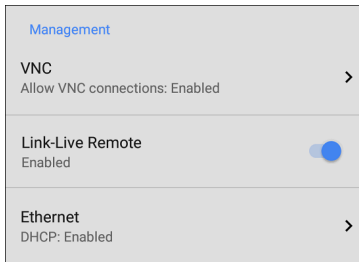 Management
VNC
Allow VNC connections: Enabled
Link-Live Remote
Enabled
Ethernet
DHCP: Enabled